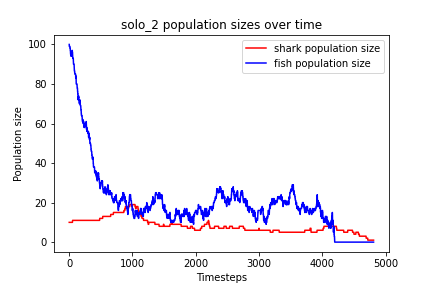 solo_2 population sizes over time
shark population size
fish population size
Population size
100
80
60
40
20
0
0
1000
2000
3000
4000
5000
Timesteps